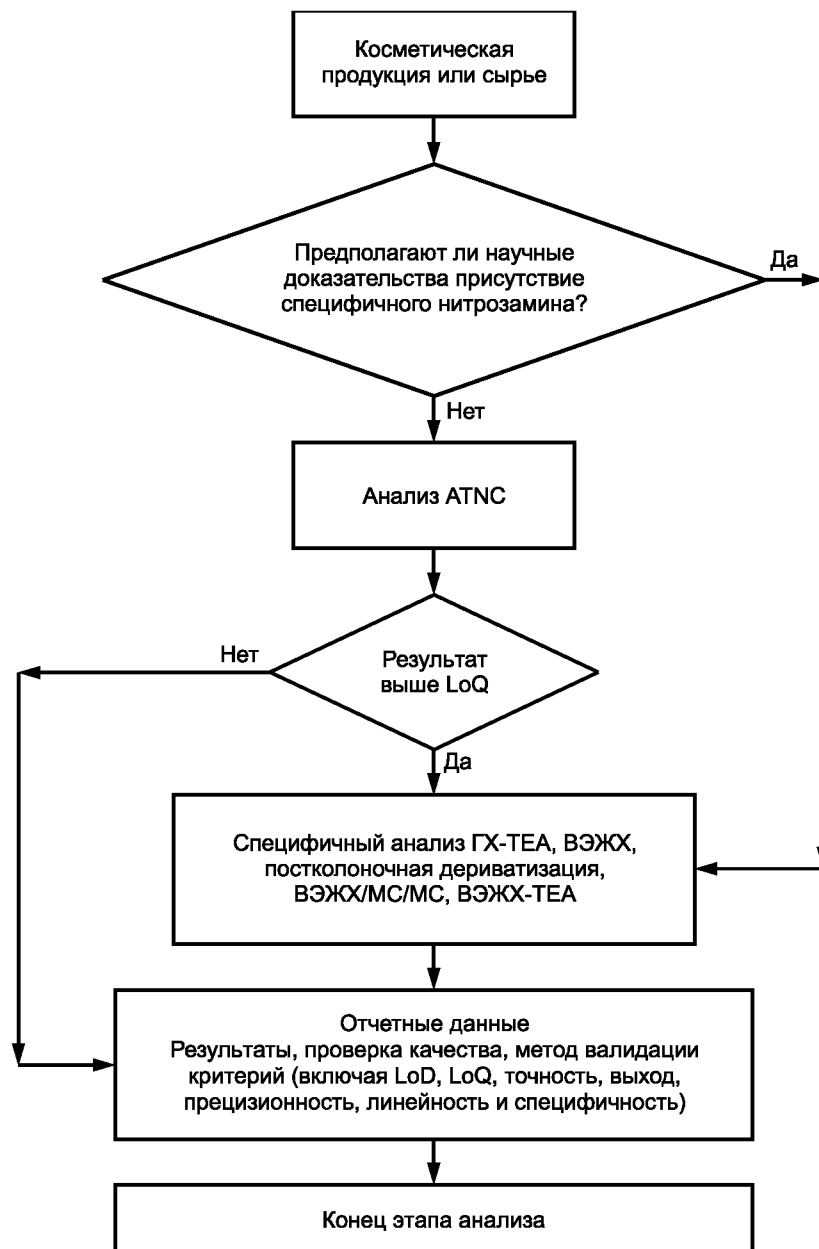 Косметическая
продукция или сырье
Предполагают ли научные
доказательства присутствие
специфичного нитрозамина?
Да
Нет
Анализ ATNC
Нет
Результат
выше LoQ
Да
Специфичный анализ ГХ-ТЕА, ВЭЖХ,
постколоночная дериватизация,
ВЭЖХ/МС/МС, ВЭЖХ-ТЕА
Отчетные данные
Результаты, проверка качества, метод валидации
критерий (включая LoD, LoQ, точность, выход,
прецизионность, линейность и специфичность)
Конец этапа анализа